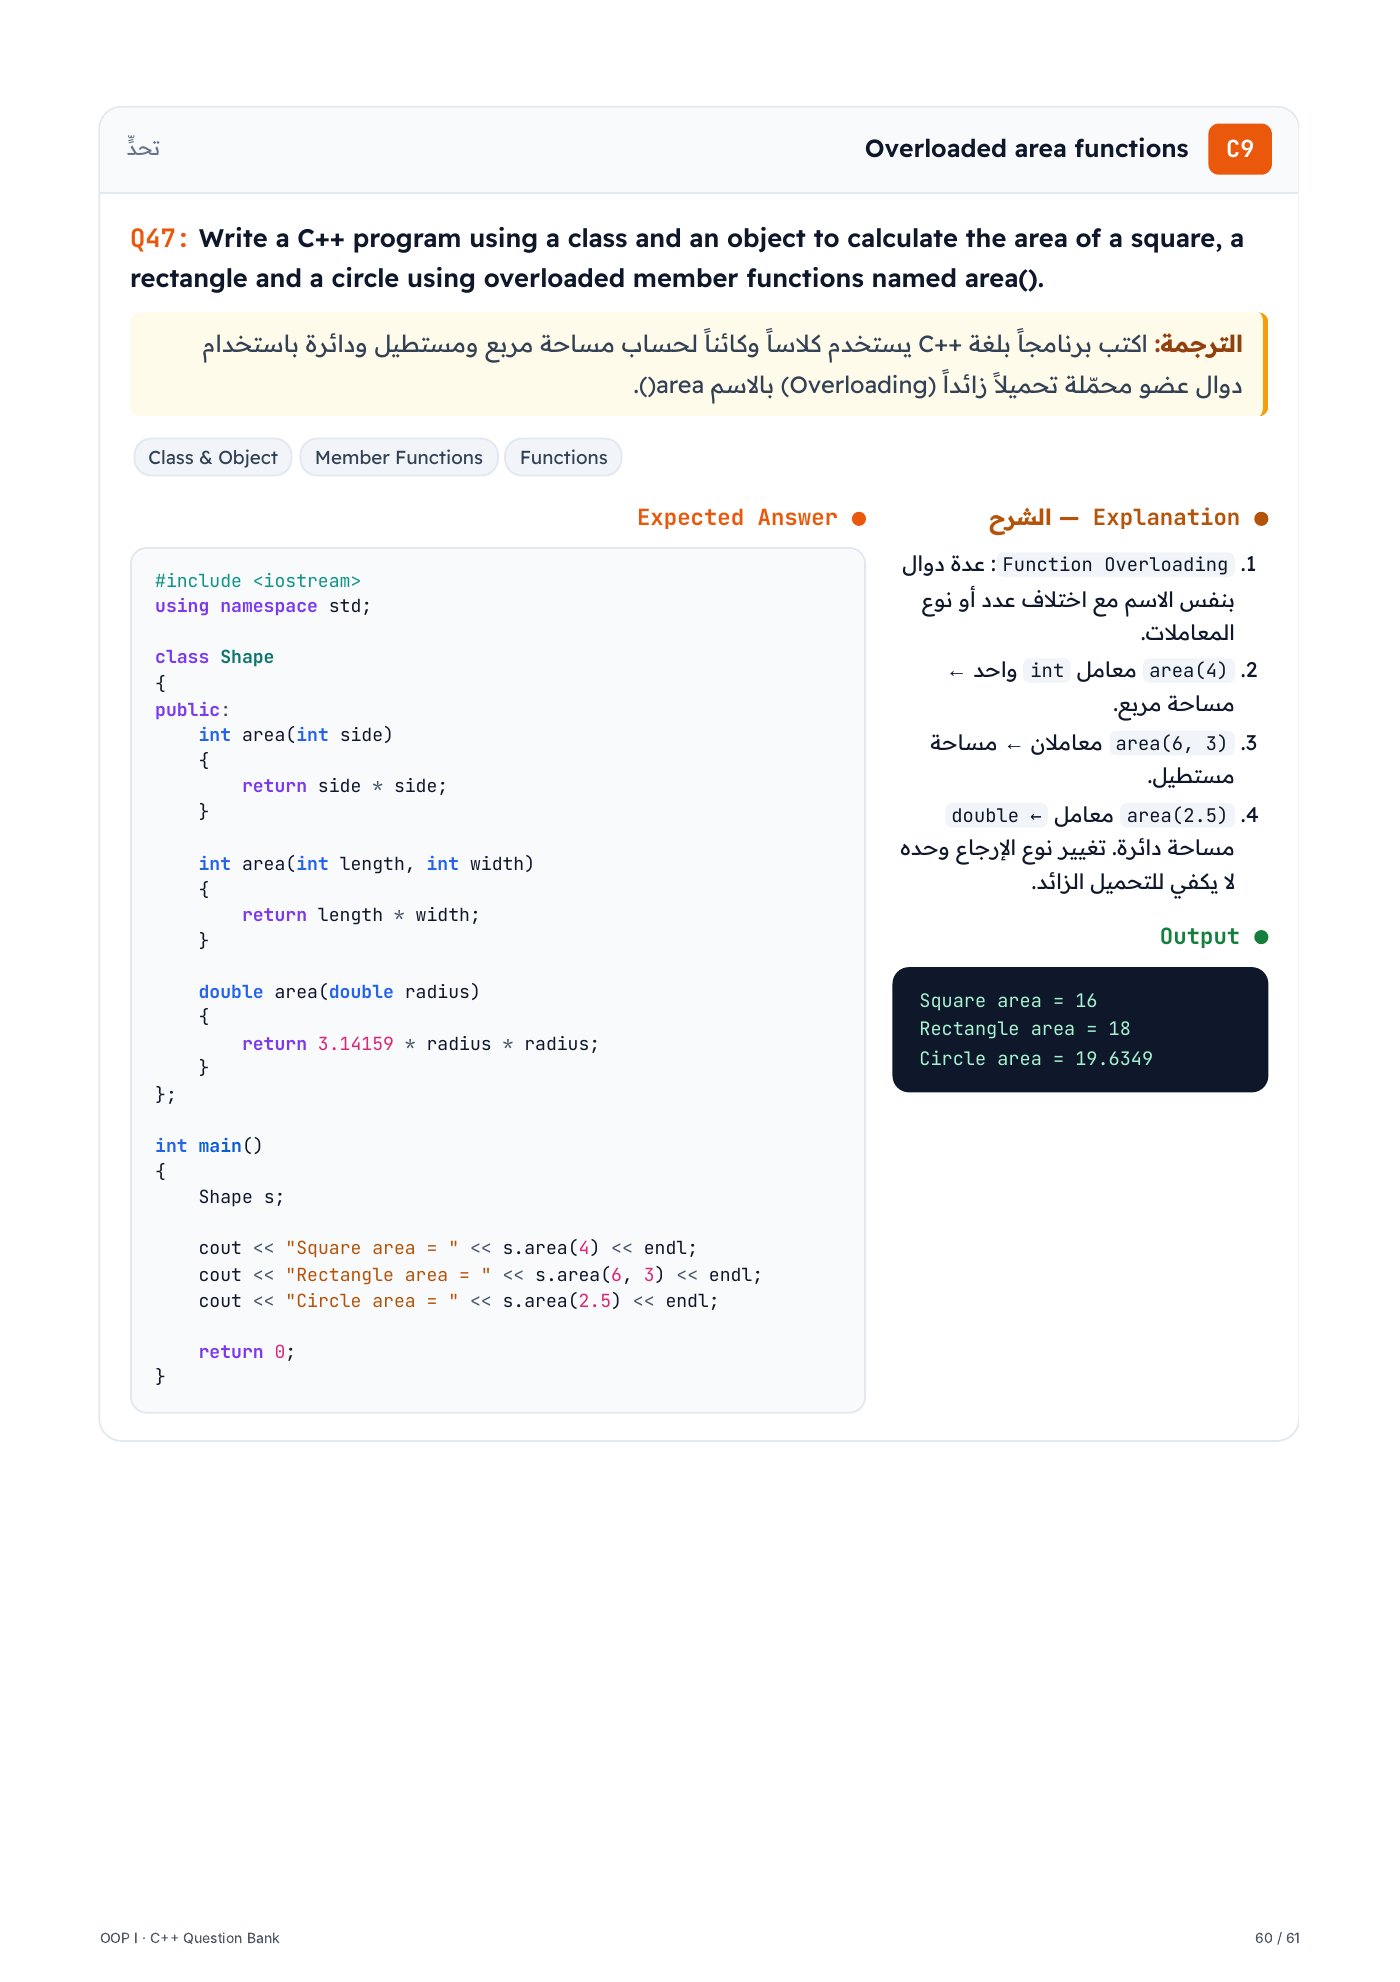 تحدٍّ
Overloaded area functions C9
Q47: Write a C++ program using a class and an object to calculate the area of a square, a
rectangle and a circle using overloaded member functions named area().
الترجمة: اكتب برنامجاً بلغة C++ يستخدم كلاساً وكائناً لحساب مساحة مربع ومستطيل ودائرة باستخدام
دوال عضو محمّلة تحميلاً زائداً (Overloading) بالاسم area().
Class & Object Member Functions Functions
Expected Answer
#include <iostream>
using namespace std;

class Shape
{
public:
    int area(int side)
    {
        return side * side;
    }

    int area(int length, int width)
    {
        return length * width;
    }

    double area(double radius)
    {
        return 3.14159 * radius * radius;
    }
};

int main()
{
    Shape s;

    cout << "Square area = " << s.area(4) << endl;
    cout << "Rectangle area = " << s.area(6, 3) << endl;
    cout << "Circle area = " << s.area(2.5) << endl;

    return 0;
}
Explanation — الشرح
1. Function Overloading: عدة دوال
بنفس الاسم مع اختلاف عدد أو نوع
المعاملات.
2. area(4) معامل int واحد ←
مساحة مربع.
3. area(6, 3) معاملان ← مساحة
مستطيل.
4. area(2.5) معامل double ←
مساحة دائرة. تغيير نوع الإرجاع وحده
لا يكفي للتحميل الزائد.
Output
Square area = 16
Rectangle area = 18
Circle area = 19.6349
OOP I · C++ Question Bank
60 / 61